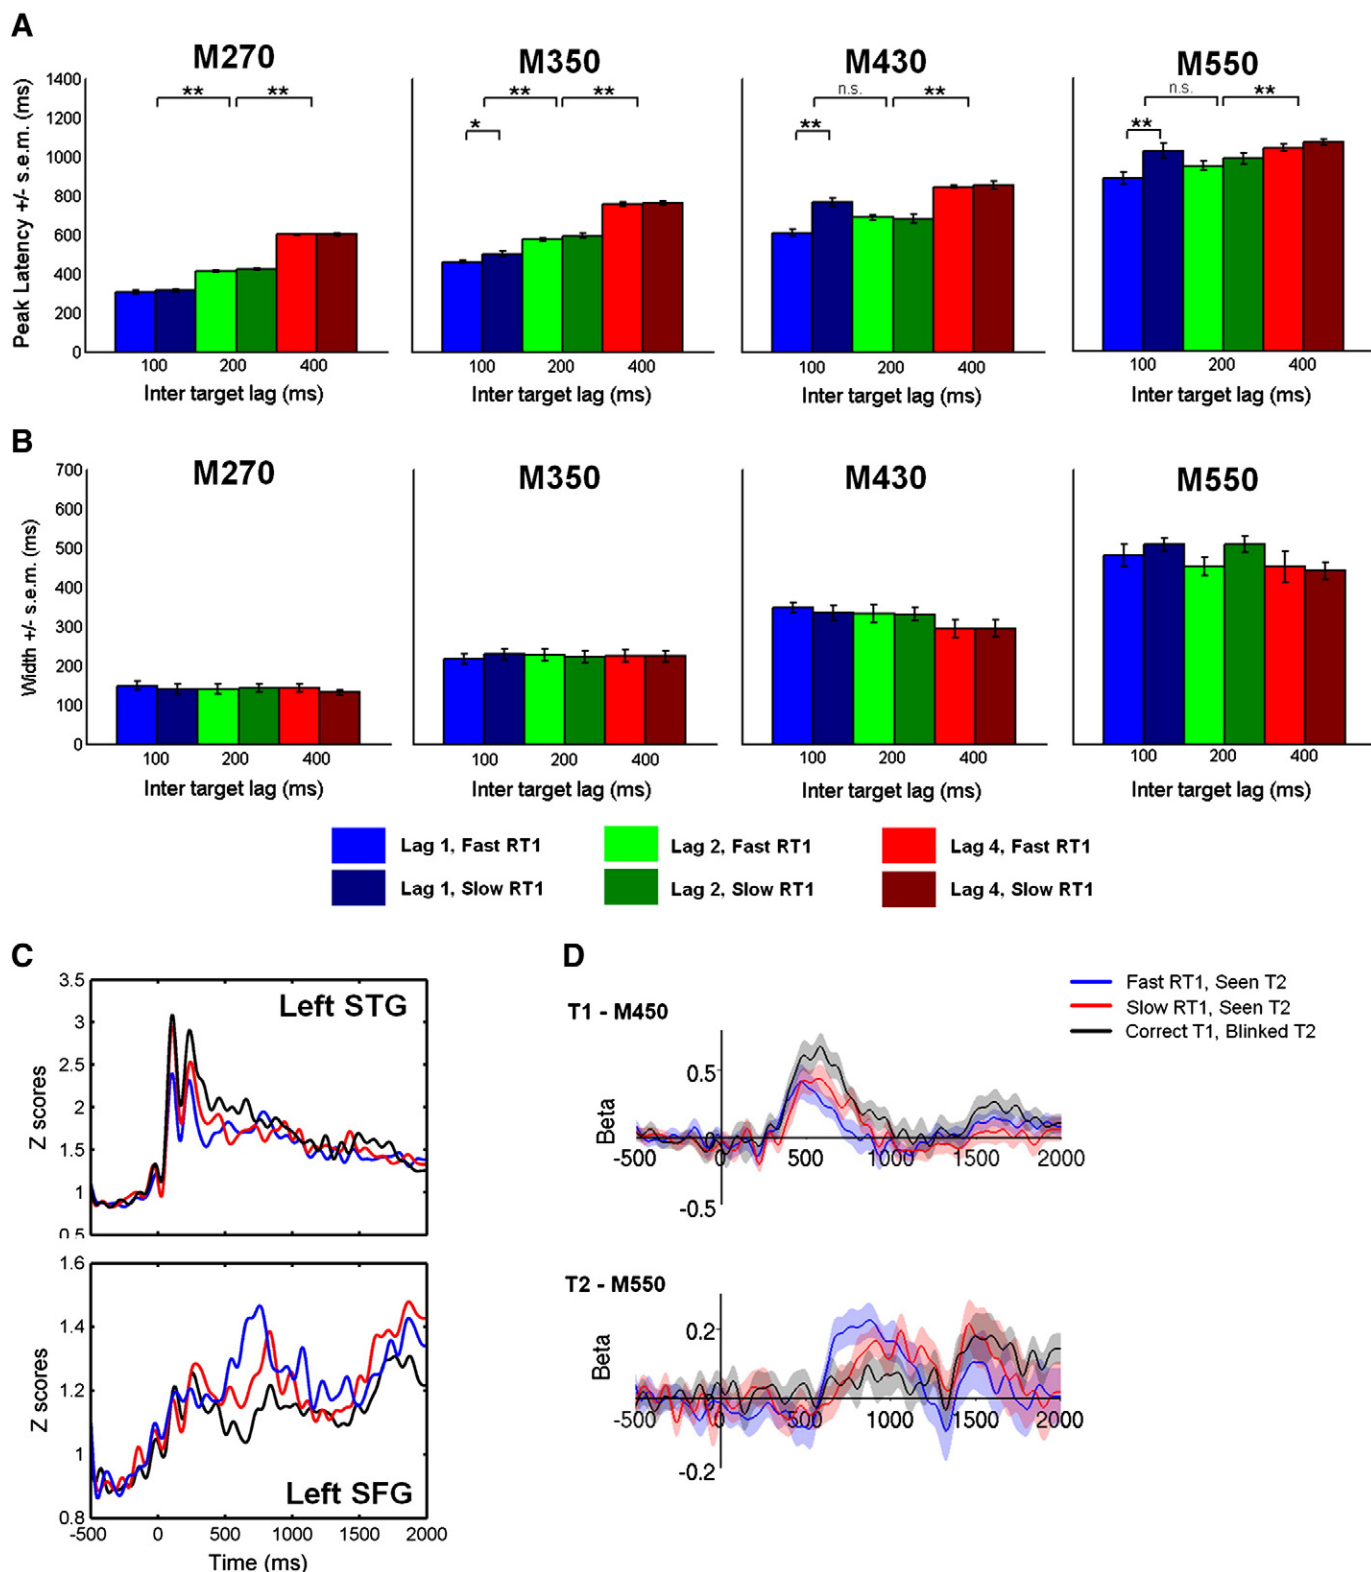 A
M270
M350
M430
M550
Peak Latency +/- s.e.m. (ms)
1400
1200
1000
800
600
400
200
0
** **
** **
*
n.s. **
**
n.s. **
**
100 200 400
100 200 400
100 200 400
100 200 400
Inter target lag (ms)
Inter target lag (ms)
Inter target lag (ms)
Inter target lag (ms)
B
M270
M350
M430
M550
Width +/- s.e.m. (ms)
700
600
500
400
300
200
100
0
100 200 400
100 200 400
100 200 400
100 200 400
Inter target lag (ms)
Inter target lag (ms)
Inter target lag (ms)
Inter target lag (ms)
Lag 1, Fast RT1
Lag 2, Fast RT1
Lag 4, Fast RT1
Lag 1, Slow RT1
Lag 2, Slow RT1
Lag 4, Slow RT1
C
Left STG
Z scores
3.5
3
2.5
2
1.5
1
0.5
Left SFG
Z scores
1.6
1.4
1.2
1
0.8
-500 0 500 1000 1500 2000
Time (ms)
D
Fast RT1, Seen T2
Slow RT1, Seen T2
Correct T1, Blinked T2
T1 - M450
Beta
0.5
0
-0.5
-500 0 500 1000 1500 2000
T2 - M550
Beta
0.2
0
-0.2
-500 0 500 1000 1500 2000